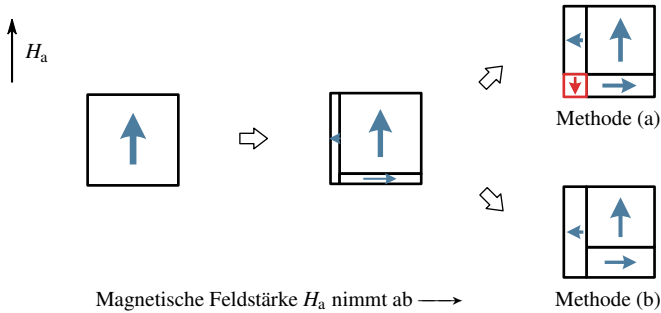 Hₐ
Methode (a)
Magnetische Feldstärke Hₐ nimmt ab
Methode (b)